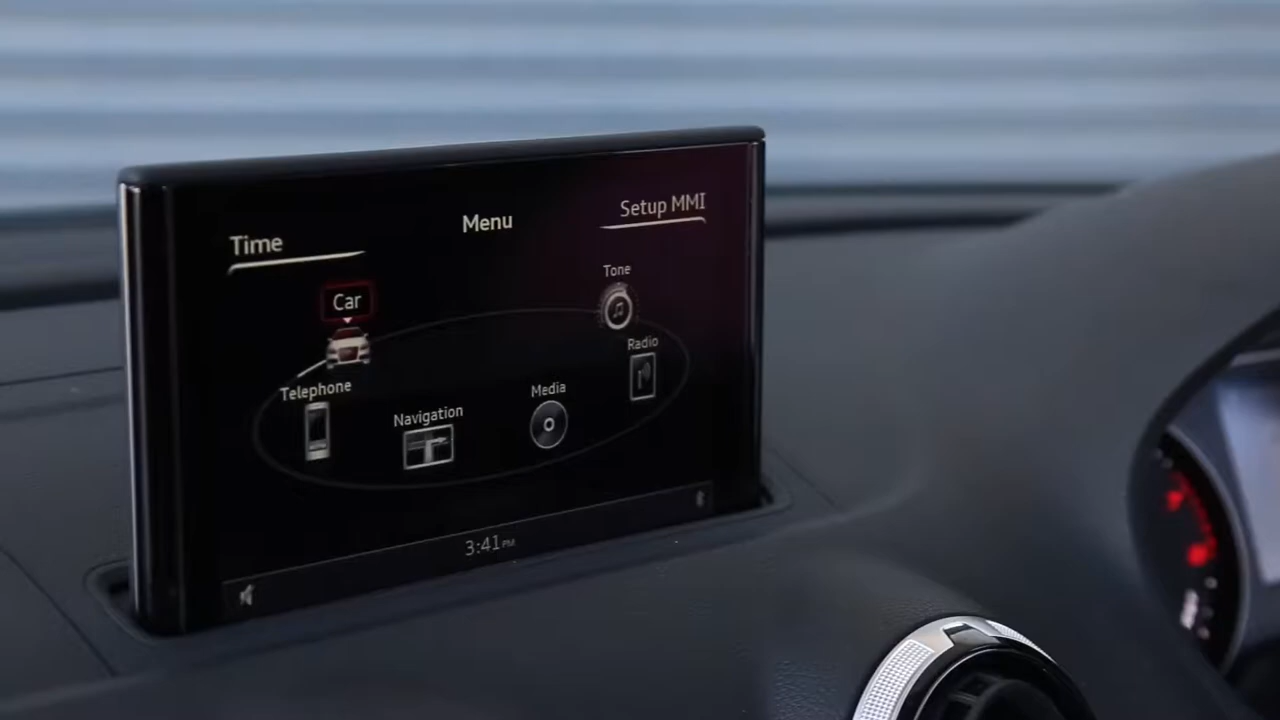 Menu
Setup MMI
Time
Tone
Car
Radio
Telephone
Media
Navigation
3:41 PM